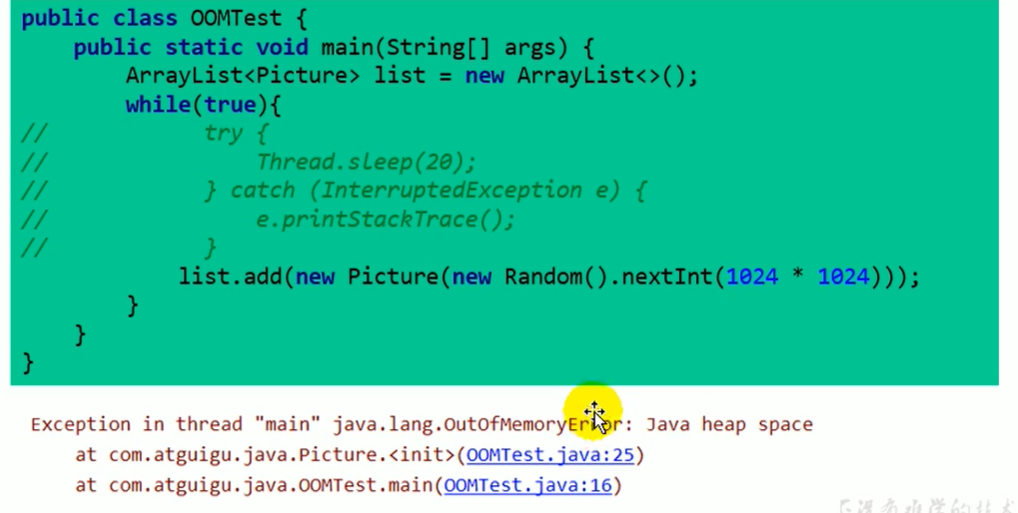 public class OOMTest {
    public static void main(String[] args) {
        ArrayList<Picture> list = new ArrayList<>();
        while(true){
//            try {
//                Thread.sleep(20);
//            } catch (InterruptedException e) {
//                e.printStackTrace();
//            }
            list.add(new Picture(new Random().nextInt(1024 * 1024)));
        }
    }
}
Exception in thread "main" java.lang.OutOfMemoryError: Java heap space
    at com.atguigu.java.Picture.<init>(OOMTest.java:25)
    at com.atguigu.java.OOMTest.main(OOMTest.java:16)